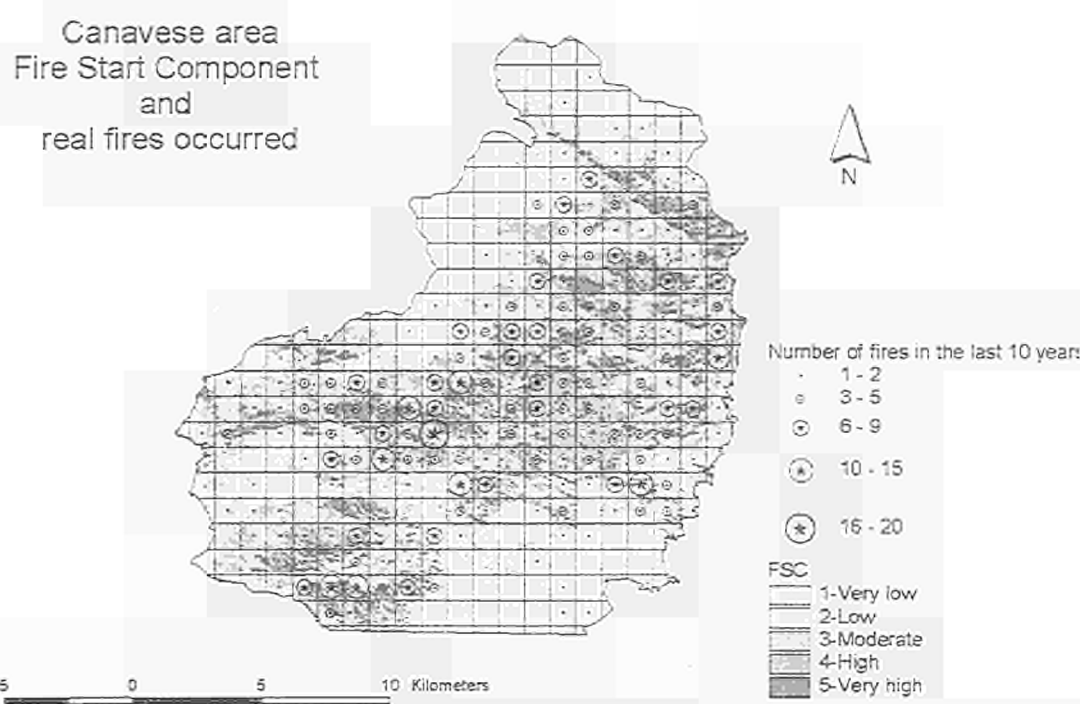 Canavese area
Fire Start Component
and
real fires occurred
N
Number of fires in the last 10 years
1 - 2
3 - 5
6 - 9
10 - 15
16 - 20
FSC
1-Very low
2-Low
3-Moderate
4-High
5-Very high
5 0 5 10 Kilometers